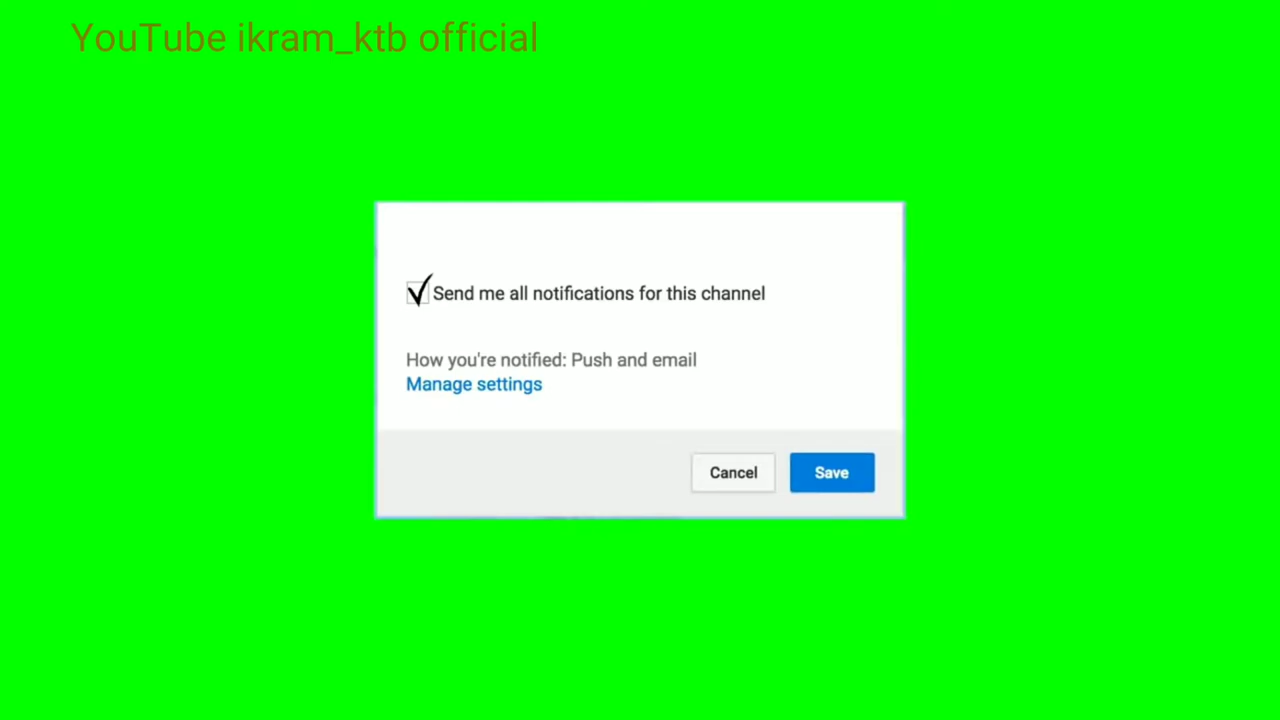 YouTube ikram_ktb official
Send me all notifications for this channel
How you're notified: Push and email
Manage settings
Cancel Save